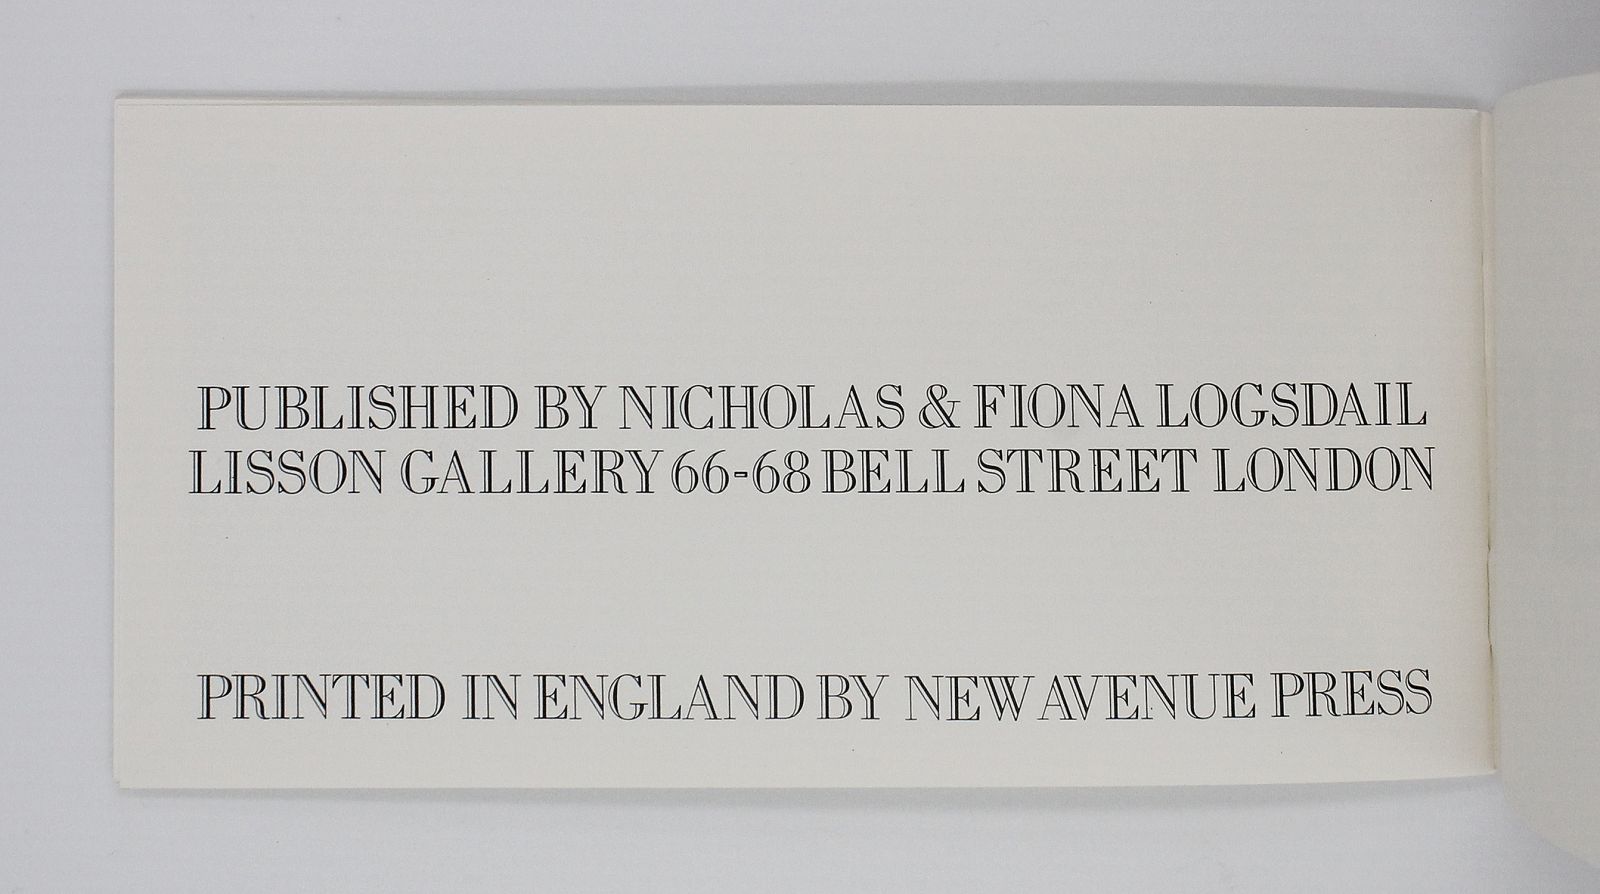 PUBLISHED BY NICHOLAS & FIONA LOGSDAIL
LISSON GALLERY 66-68 BELL STREET LONDON
PRINTED IN ENGLAND BY NEW AVENUE PRESS